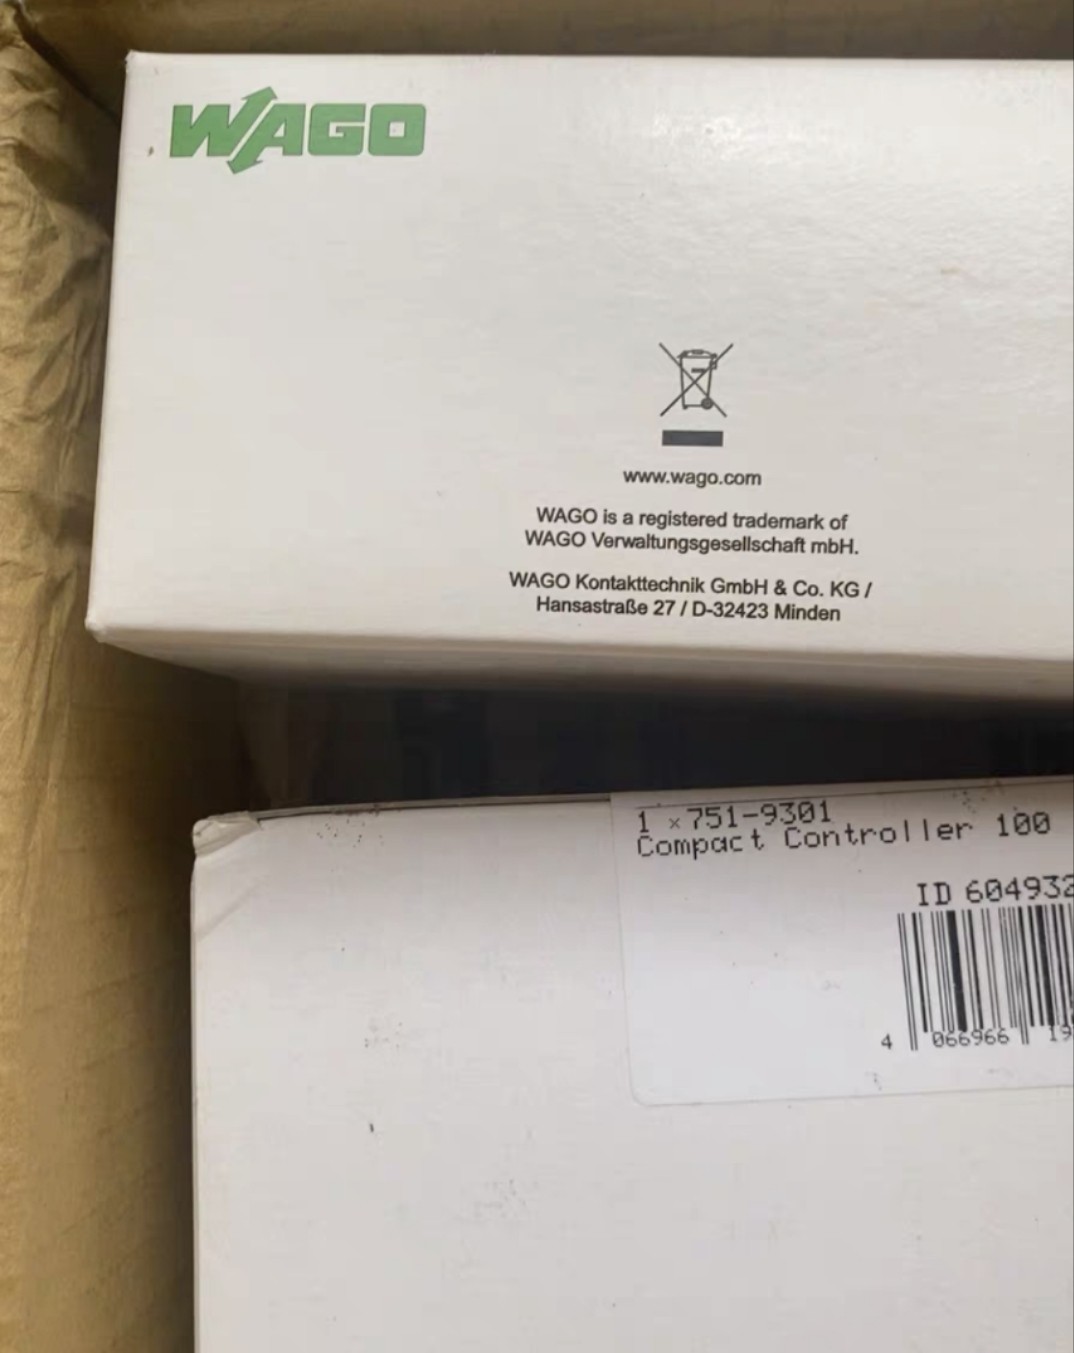 WAGO
www.wago.com
WAGO is a registered trademark of
WAGO Verwaltungsgesellschaft mbH.
WAGO Kontakttechnik GmbH & Co. KG /
Hansastraße 27 / D-32423 Minden
1 ×751-9301
Compact Controller 100
ID 604932
4 066966 19